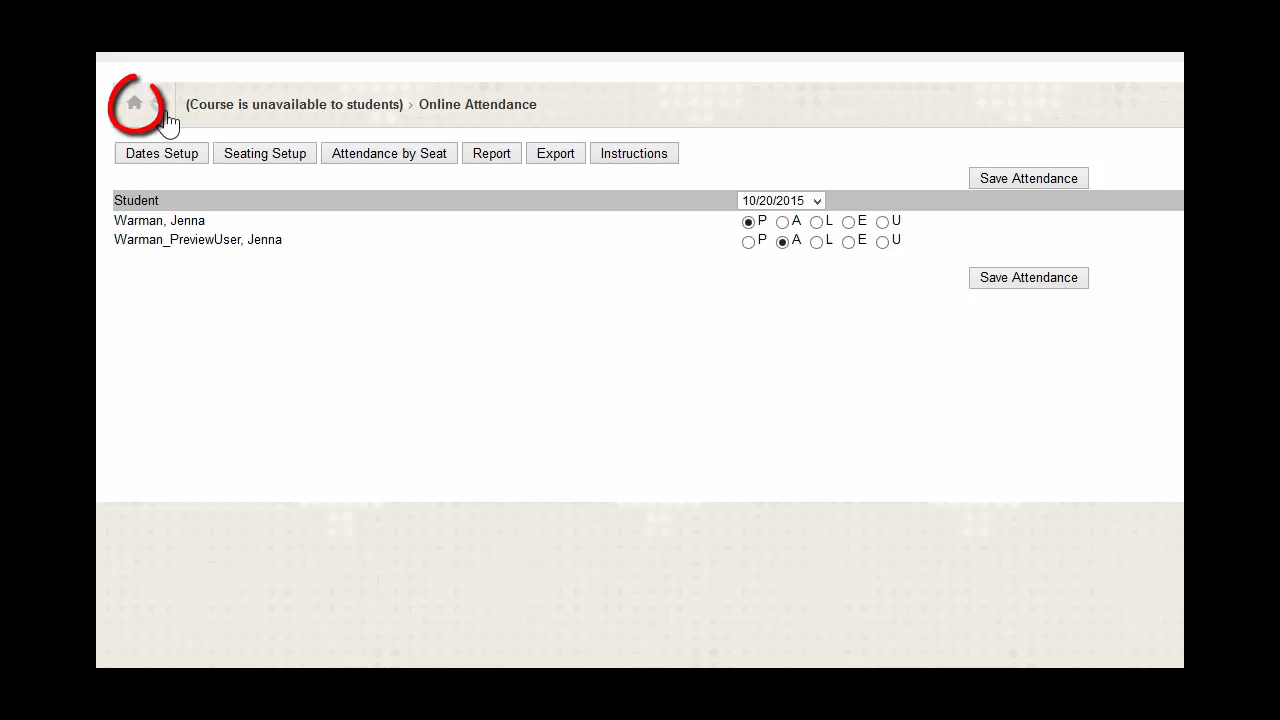 (Course is unavailable to students) > Online Attendance
Dates Setup Seating Setup Attendance by Seat Report Export Instructions
Save Attendance
Student 10/20/2015
Warman, Jenna P A L E U
Warman_PreviewUser, Jenna P A L E U
Save Attendance